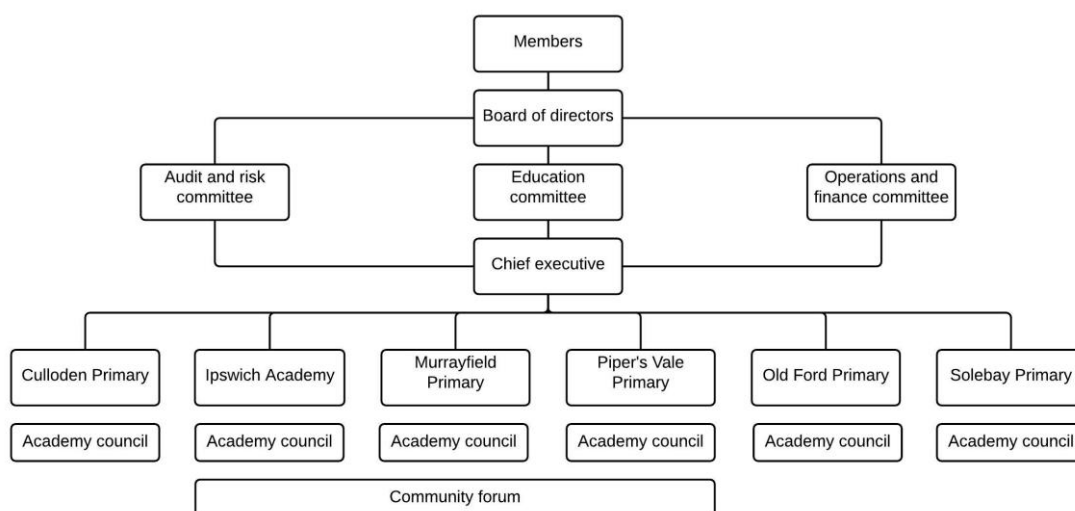 Members
Board of directors
Audit and risk
committee
Education
committee
Operations and
finance committee
Chief executive
Culloden Primary
Ipswich Academy
Murrayfield
Primary
Piper's Vale
Primary
Old Ford Primary
Solebay Primary
Academy council
Academy council
Academy council
Academy council
Academy council
Academy council
Community forum